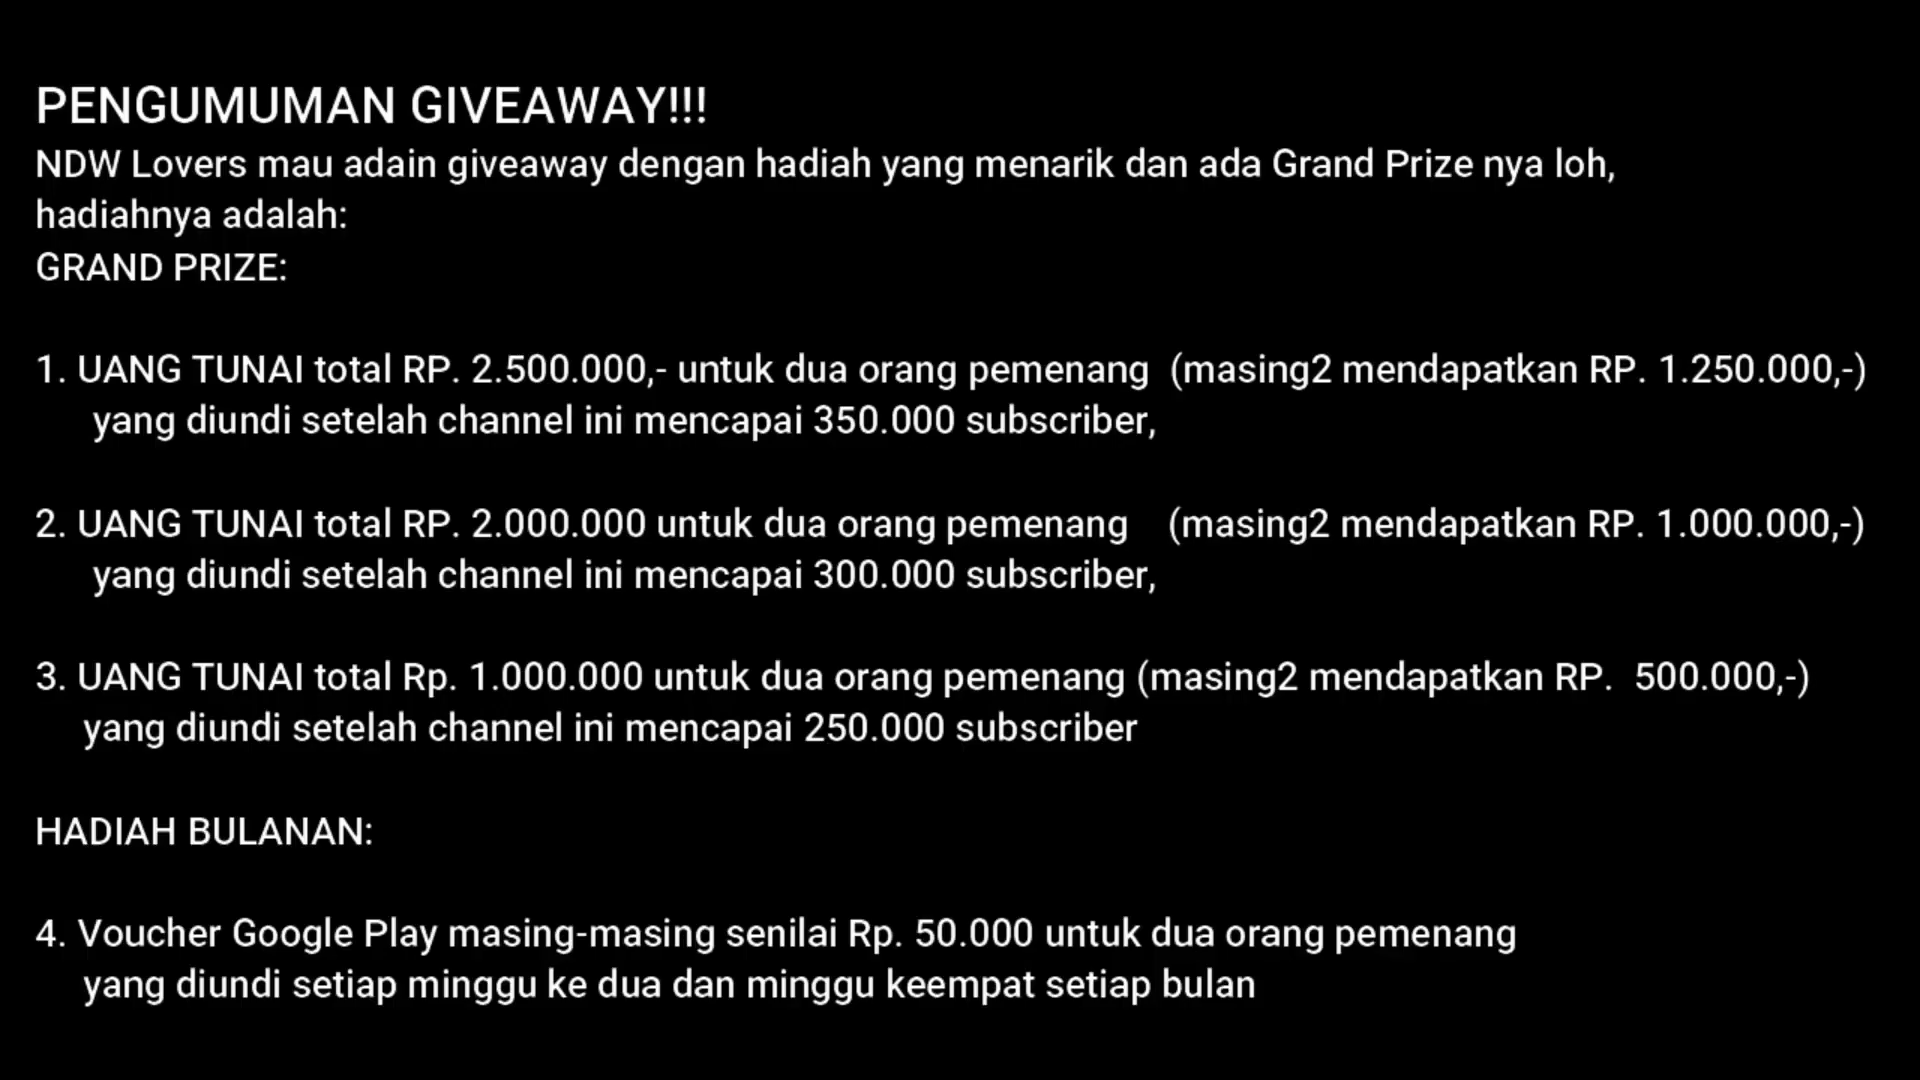 PENGUMUMAN GIVEAWAY!!!
NDW Lovers mau adain giveaway dengan hadiah yang menarik dan ada Grand Prize nya loh,
hadiahnya adalah:
GRAND PRIZE:
1. UANG TUNAI total RP. 2.500.000,- untuk dua orang pemenang (masing2 mendapatkan RP. 1.250.000,-)
yang diundi setelah channel ini mencapai 350.000 subscriber,
2. UANG TUNAI total RP. 2.000.000 untuk dua orang pemenang (masing2 mendapatkan RP. 1.000.000,-)
yang diundi setelah channel ini mencapai 300.000 subscriber,
3. UANG TUNAI total Rp. 1.000.000 untuk dua orang pemenang (masing2 mendapatkan RP. 500.000,-)
yang diundi setelah channel ini mencapai 250.000 subscriber
HADIAH BULANAN:
4. Voucher Google Play masing-masing senilai Rp. 50.000 untuk dua orang pemenang
yang diundi setiap minggu ke dua dan minggu keempat setiap bulan